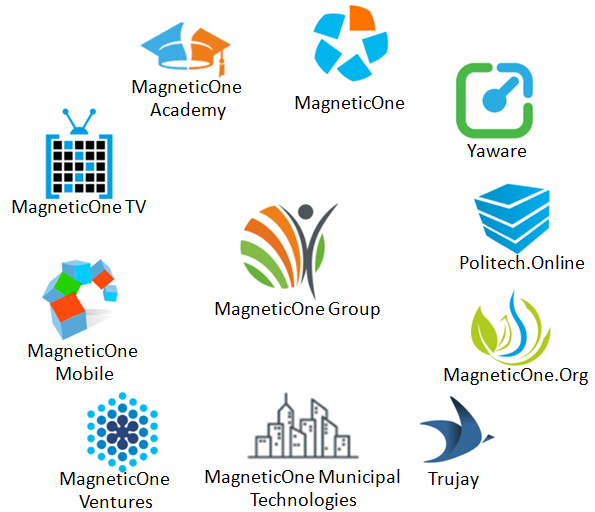 MagneticOne
Academy
MagneticOne
Yaware
MagneticOne TV
Politech.Online
MagneticOne Group
MagneticOne
Mobile
MagneticOne.Org
MagneticOne
Ventures
MagneticOne Municipal
Technologies
Trujay